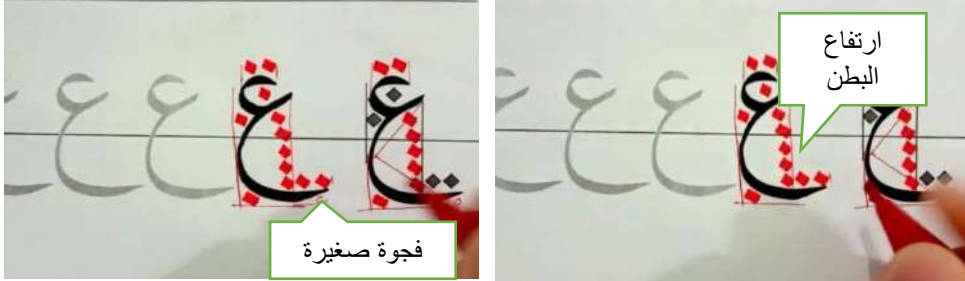 ارتفاع
البطن
ع ع ع ع
ع ع ع ع
فجوة صغيرة